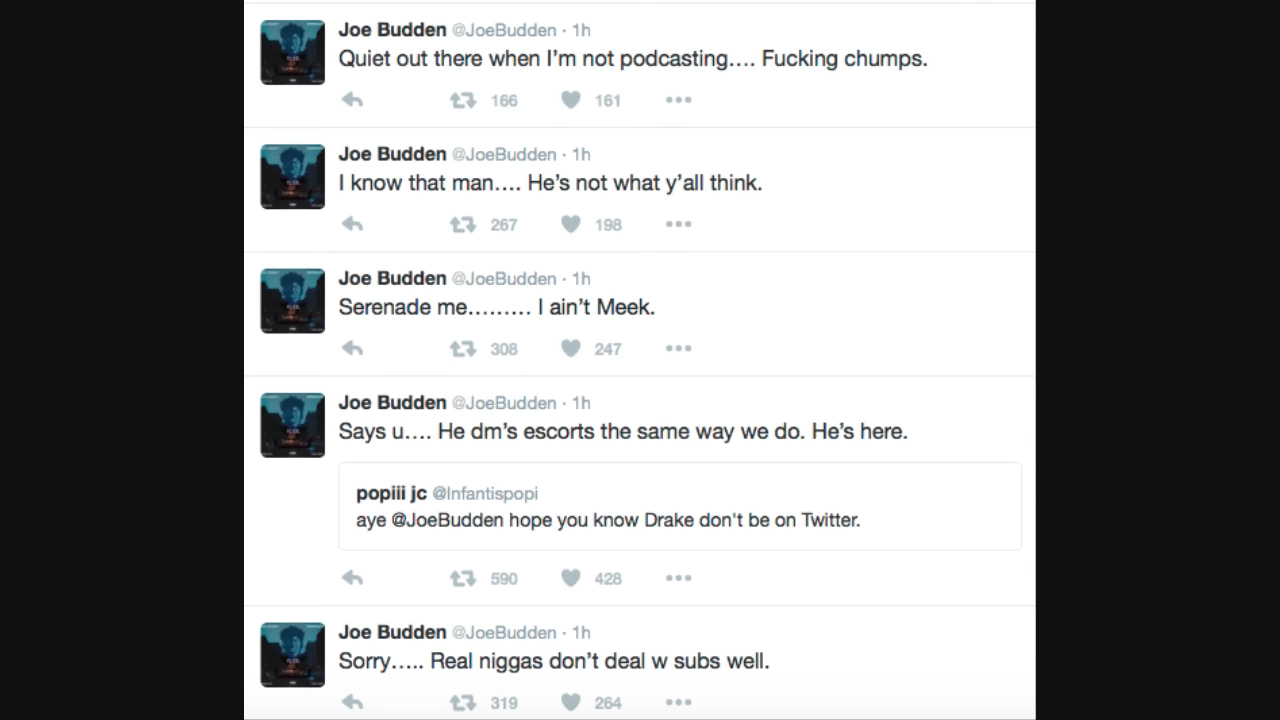 Joe Budden @JoeBudden · 1h
Quiet out there when I’m not podcasting.... Fucking chumps.
166 161
Joe Budden @JoeBudden · 1h
I know that man.... He’s not what y’all think.
267 198
Joe Budden @JoeBudden · 1h
Serenade me......... I ain’t Meek.
308 247
Joe Budden @JoeBudden · 1h
Says u.... He dm’s escorts the same way we do. He’s here.
popiii jc @Infantispopi
aye @JoeBudden hope you know Drake don't be on Twitter.
590 428
Joe Budden @JoeBudden · 1h
Sorry..... Real niggas don’t deal w subs well.
319 264